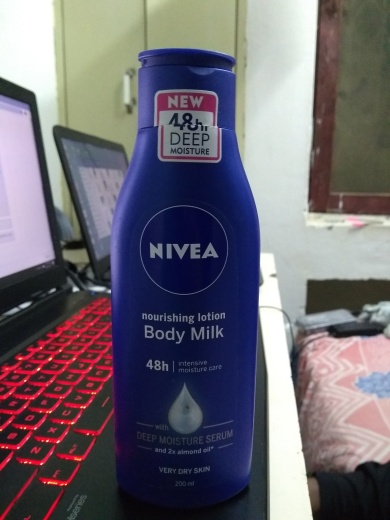 NEW
48hr
DEEP
MOISTURE
NIVEA
nourishing lotion
Body Milk
48h | intensive
moisture care
with
DEEP MOISTURE SERUM
and 2x almond oil*
VERY DRY SKIN
200 ml